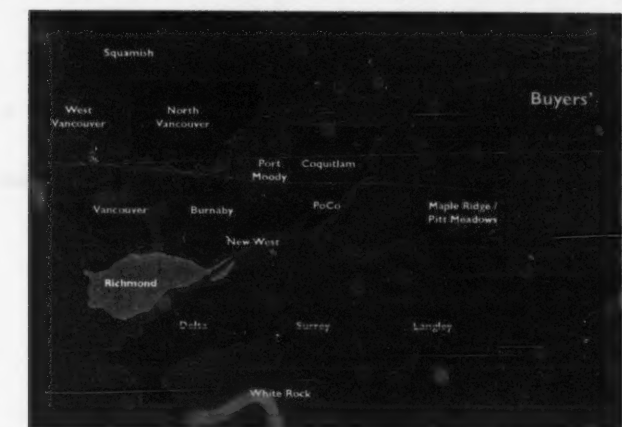 Squamish
Buyers'
West
Vancouver
North
Vancouver
Port
Moody
Coquitlam
Vancouver
Burnaby
PoCo
Maple Ridge /
Pitt Meadows
New West
Richmond
Delta
Surrey
Langley
White Rock